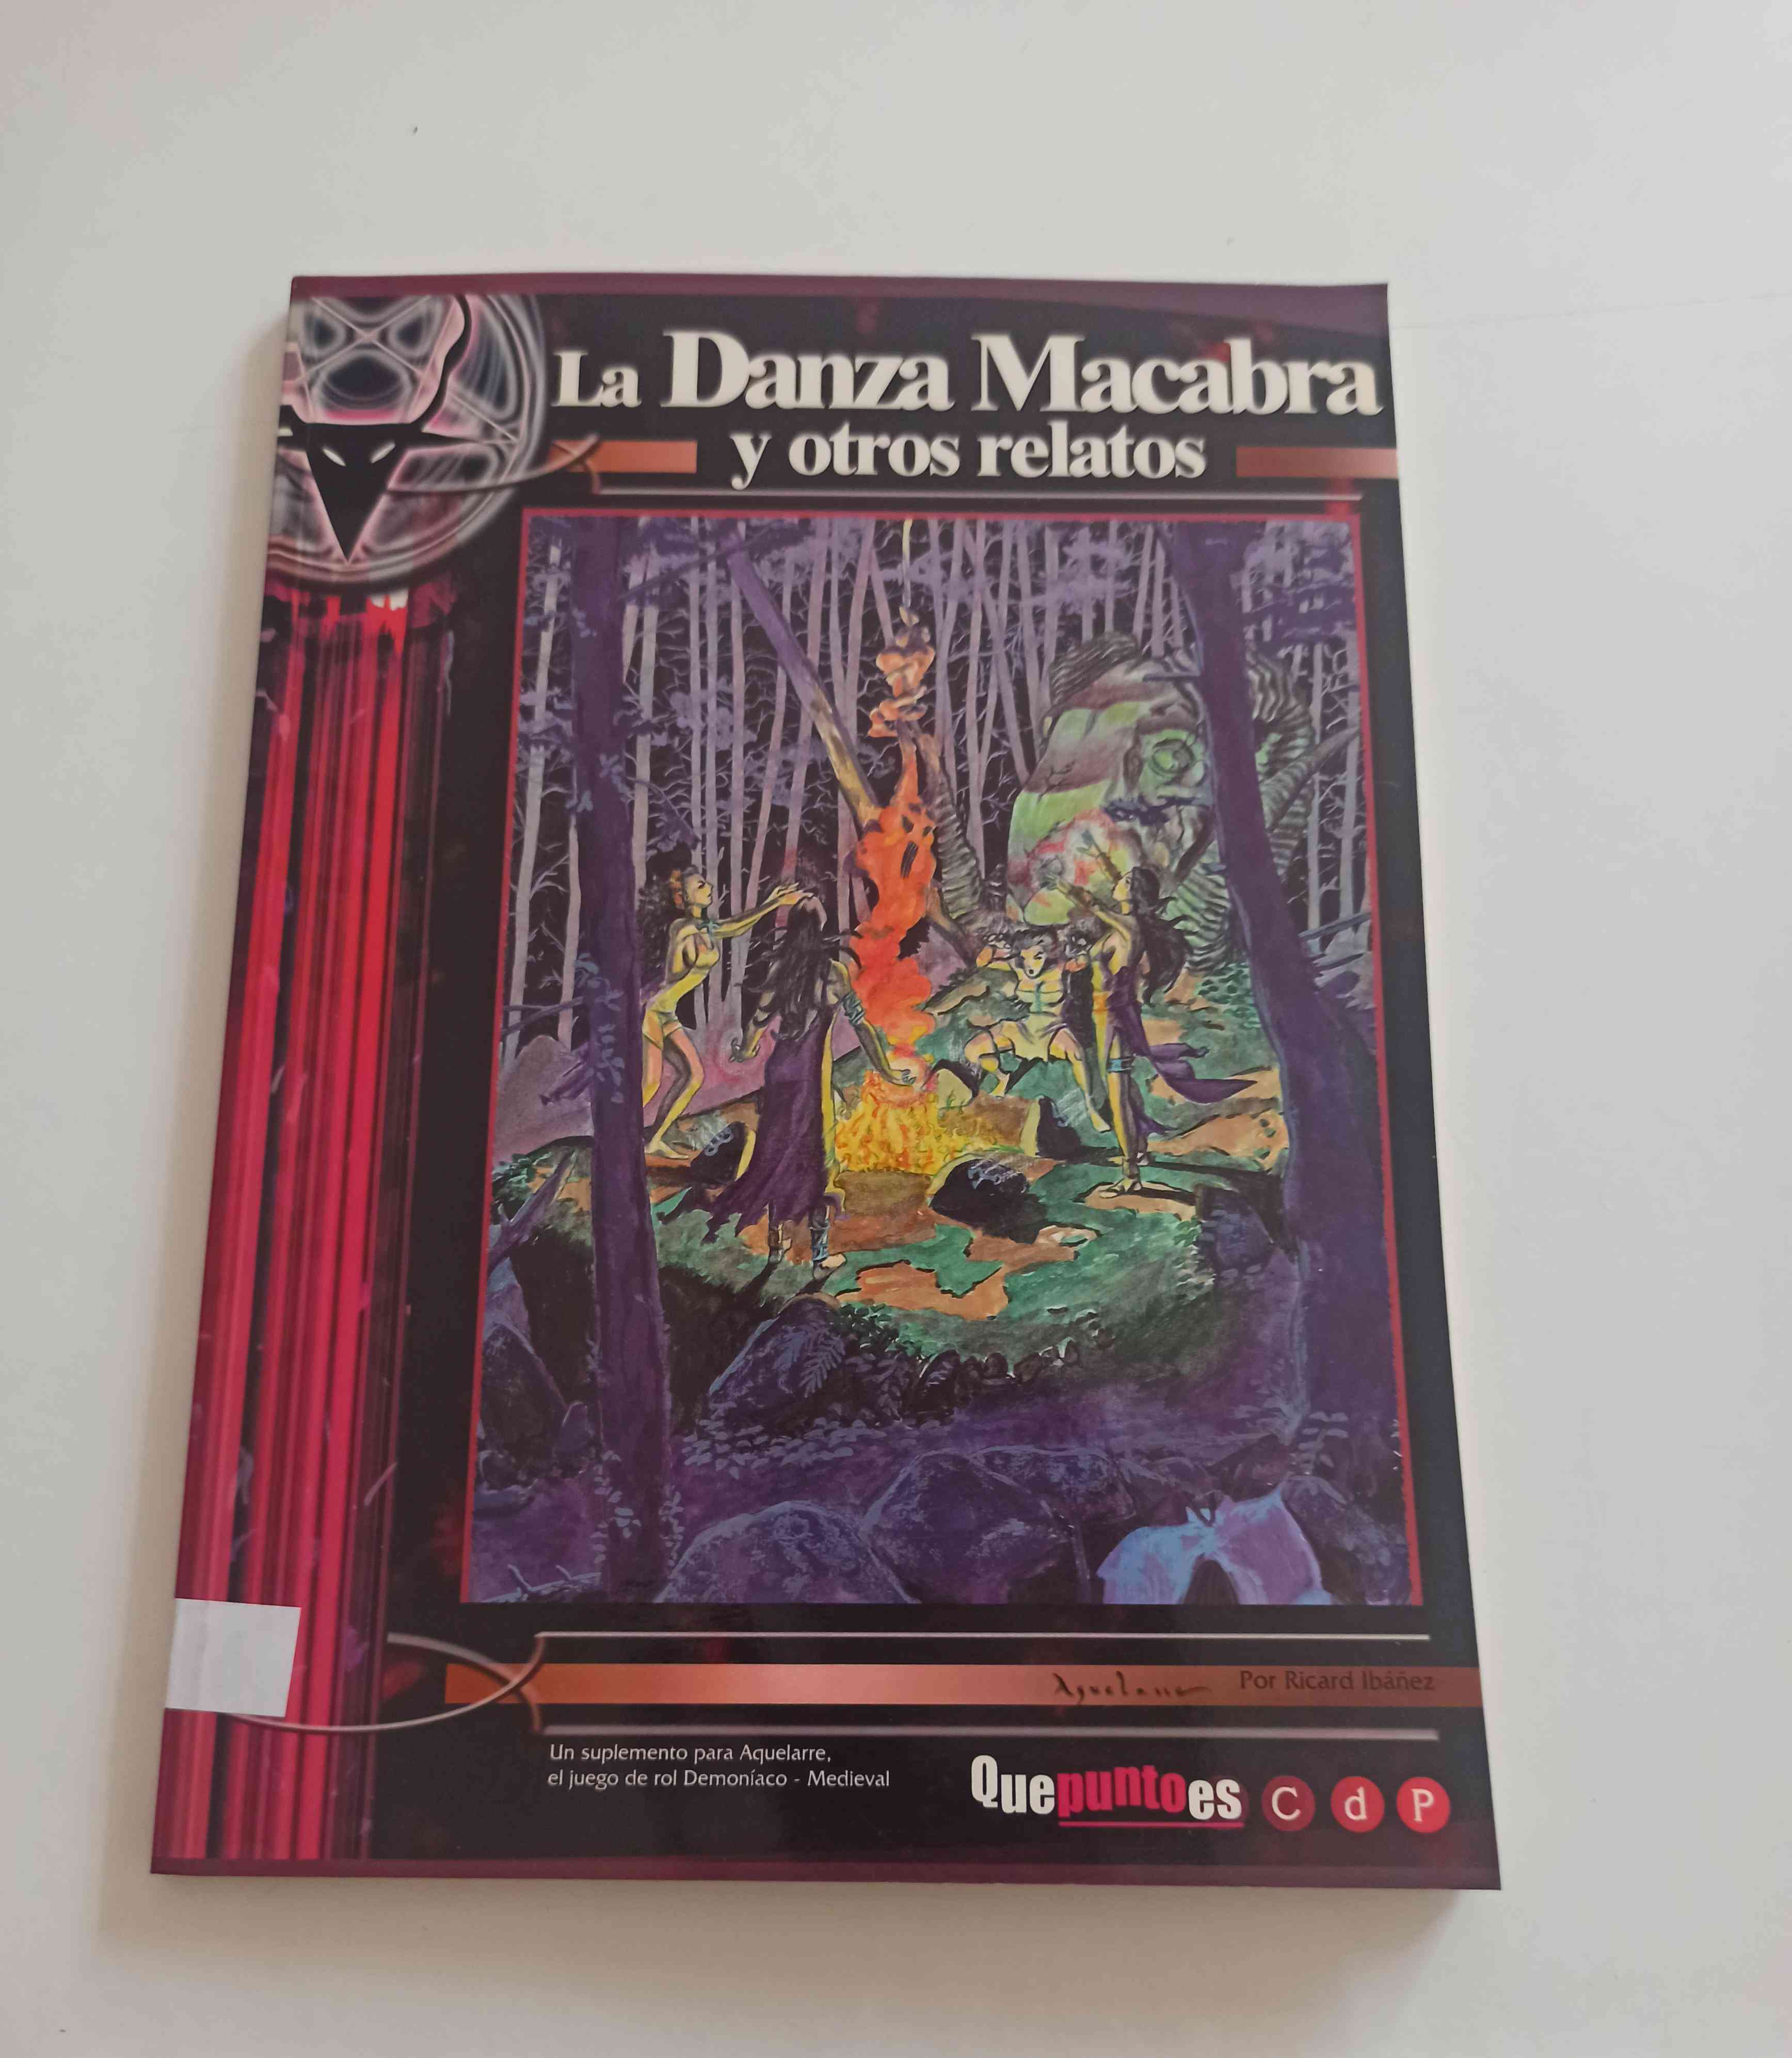 La Danza Macabra
y otros relatos
Aquelarre Por Ricard Ibáñez
Un suplemento para Aquelarre,
el juego de rol Demoníaco - Medieval
Quepuntoes C d P